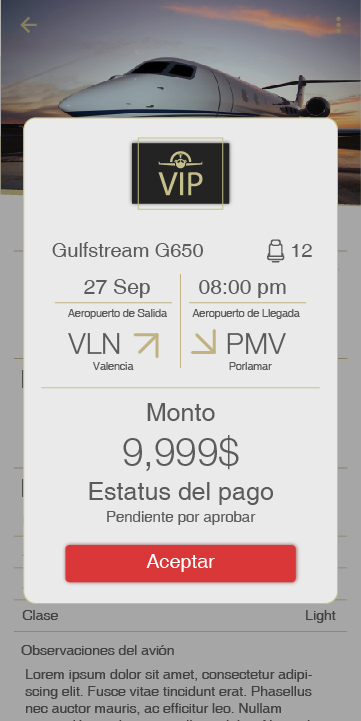 VIP
Gulfstream G650
12
27 Sep
08:00 pm
Aeropuerto de Salida
Aeropuerto de Llegada
VLN
PMV
Valencia
Porlamar
Monto
9,999$
Estatus del pago
Pendiente por aprobar
Aceptar
Clase
Light
Observaciones del avión
Lorem ipsum dolor sit amet, consectetur adipi-
scing elit. Fusce vitae tincidunt erat. Phasellus
nec auctor mauris, ac efficitur leo. Nullam